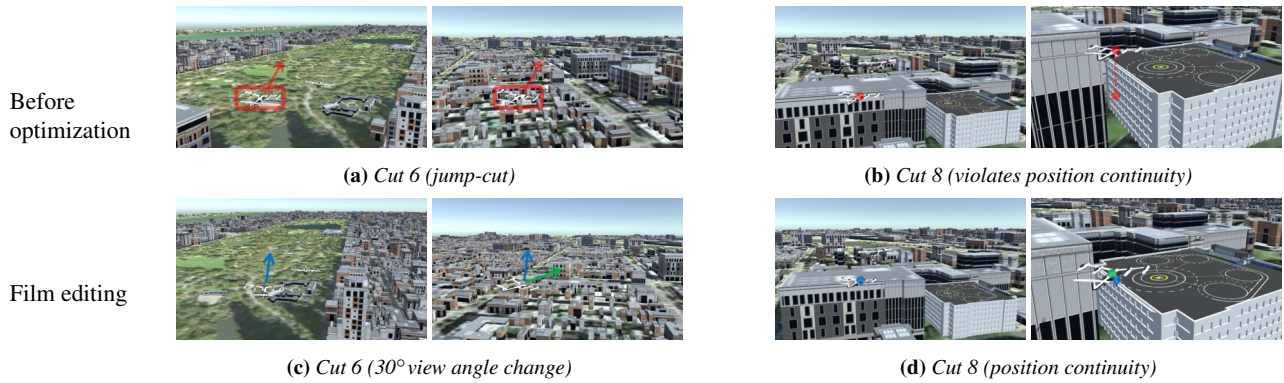 Before
optimization
(a) Cut 6 (jump-cut)
(b) Cut 8 (violates position continuity)
Film editing
(c) Cut 6 (30° view angle change)
(d) Cut 8 (position continuity)